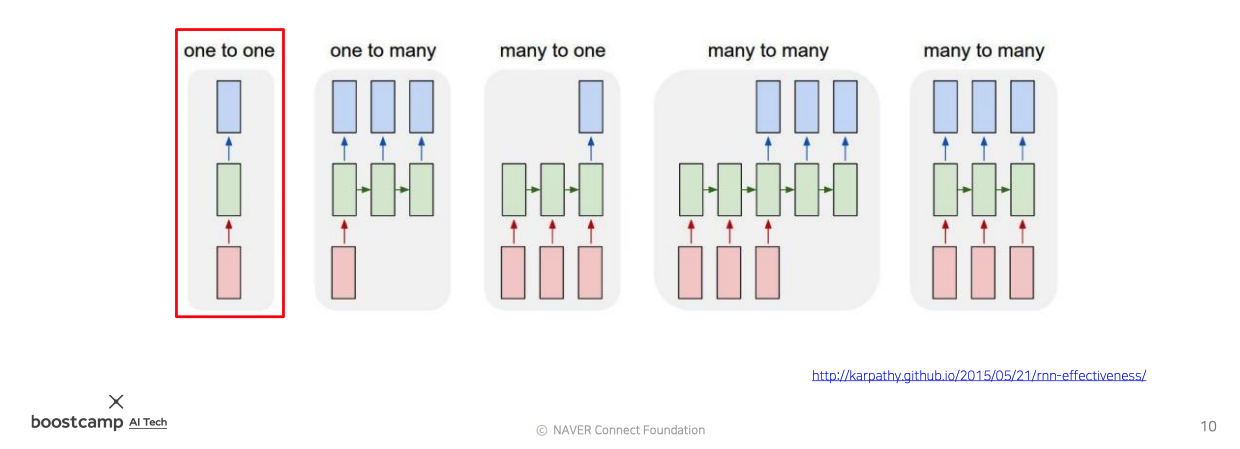 one to one
one to many
many to one
many to many
many to many
http://karpathy.github.io/2015/05/21/rnn-effectiveness/
boostcamp AI Tech
© NAVER Connect Foundation
10